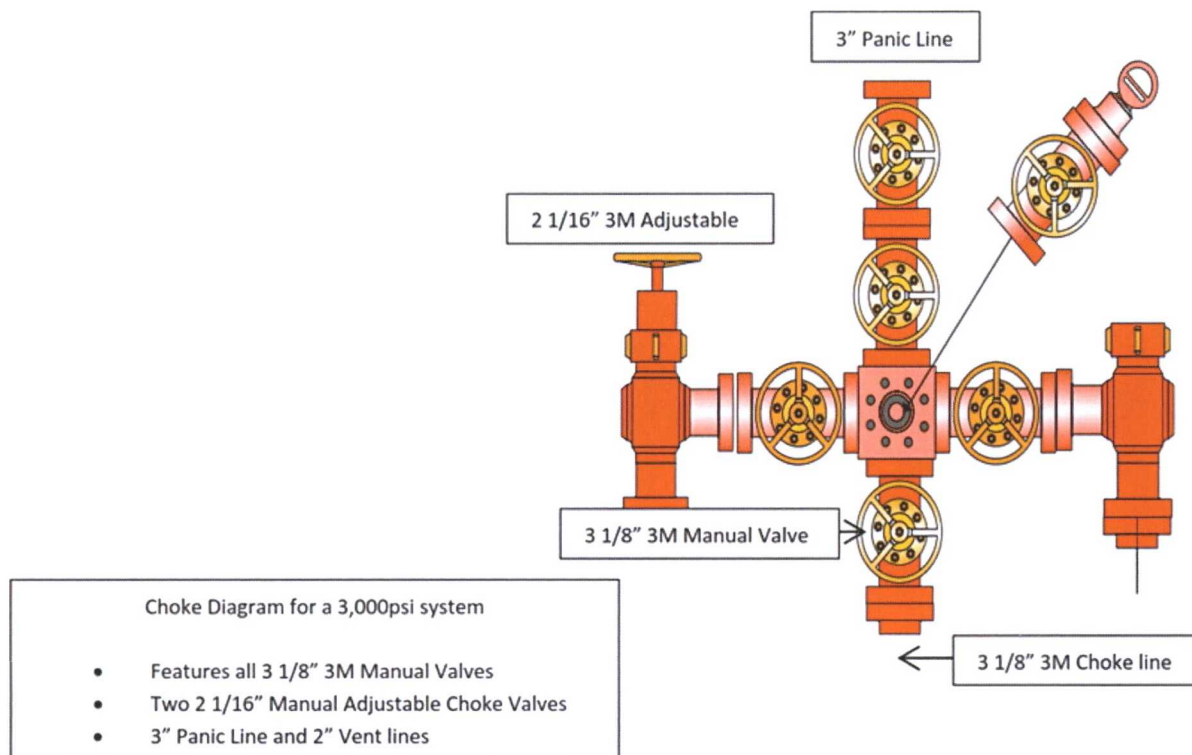 3” Panic Line
2 1/16” 3M Adjustable
3 1/8” 3M Manual Valve
3 1/8” 3M Choke line
Choke Diagram for a 3,000psi system
• Features all 3 1/8” 3M Manual Valves
• Two 2 1/16” Manual Adjustable Choke Valves
• 3” Panic Line and 2” Vent lines